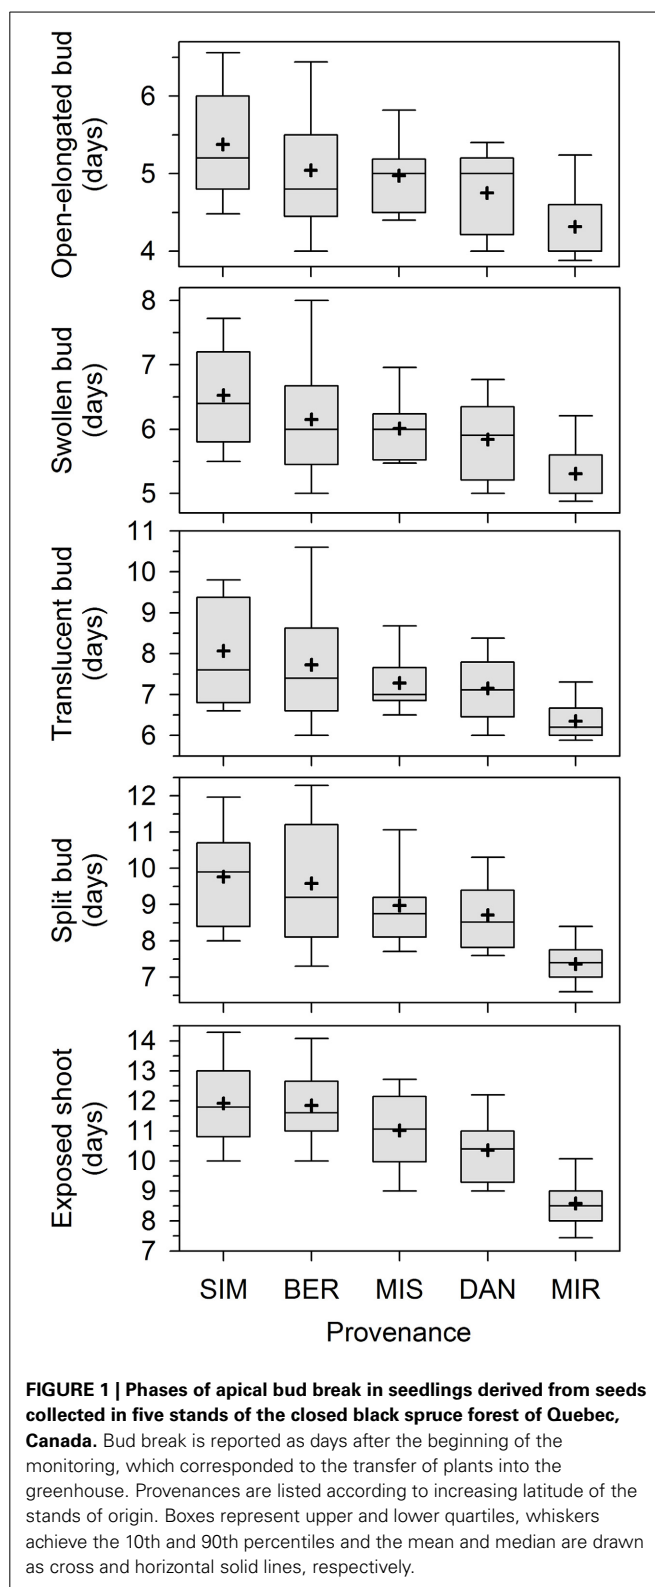 Open-elongated bud
(days)
6
5
4
Swollen bud
(days)
8
7
6
5
Translucent bud
(days)
11
10
9
8
7
6
Split bud
(days)
12
11
10
9
8
7
Exposed shoot
(days)
14
13
12
11
10
9
8
7
SIM BER MIS DAN MIR
Provenance
FIGURE 1 | Phases of apical bud break in seedlings derived from seeds
collected in five stands of the closed black spruce forest of Quebec,
Canada. Bud break is reported as days after the beginning of the
monitoring, which corresponded to the transfer of plants into the
greenhouse. Provenances are listed according to increasing latitude of the
stands of origin. Boxes represent upper and lower quartiles, whiskers
achieve the 10th and 90th percentiles and the mean and median are drawn
as cross and horizontal solid lines, respectively.